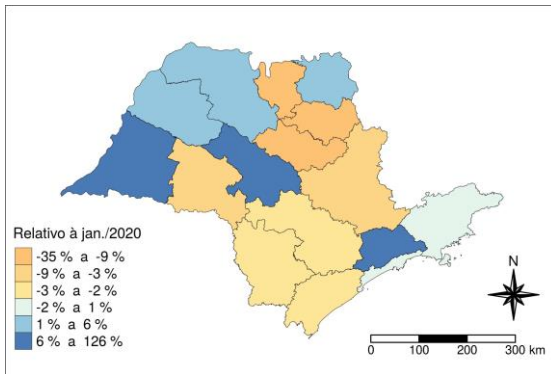 Relativo à jan./2020
-35 % a -9 %
-9 % a -3 %
-3 % a -2 %
-2 % a 1 %
1 % a 6 %
6 % a 126 %
N
0 100 200 300 km